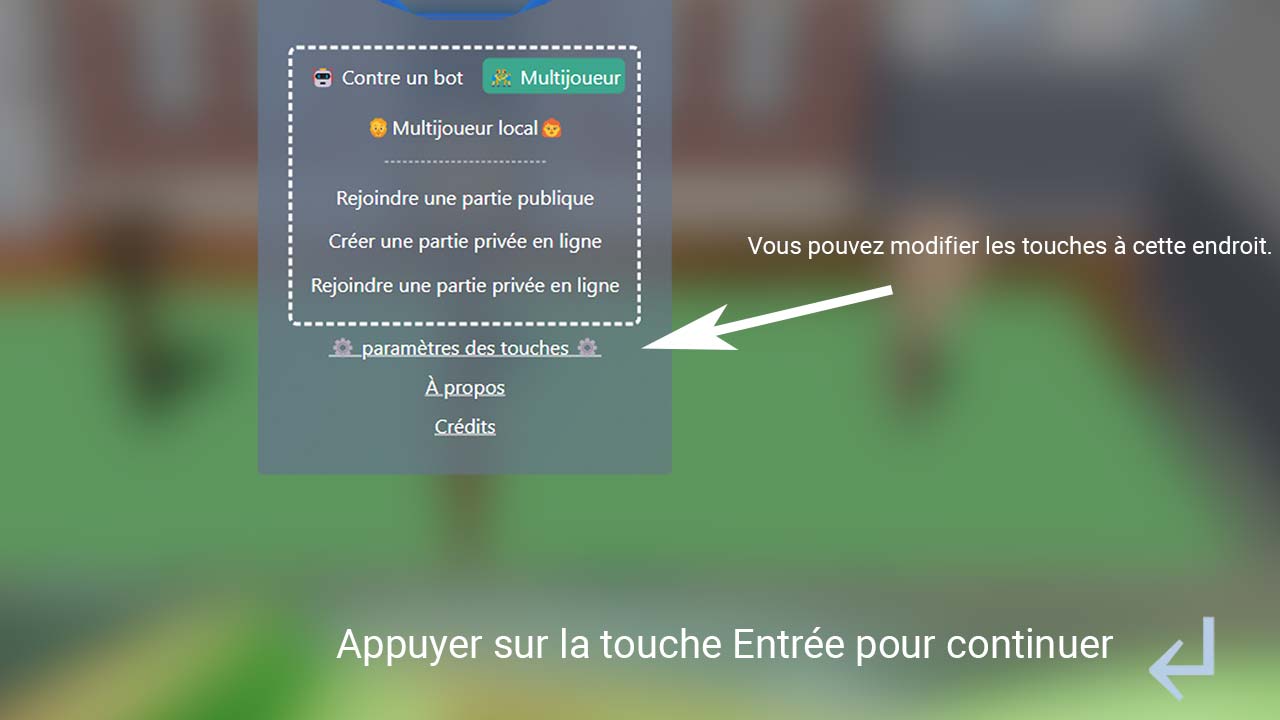 🤖 Contre un bot
Multijoueur
Multijoueur local
---------------------------
Rejoindre une partie publique
Créer une partie privée en ligne
Rejoindre une partie privée en ligne
Vous pouvez modifier les touches à cette endroit.
⚙ paramètres des touches ⚙
À propos
Crédits
Appuyer sur la touche Entrée pour continuer